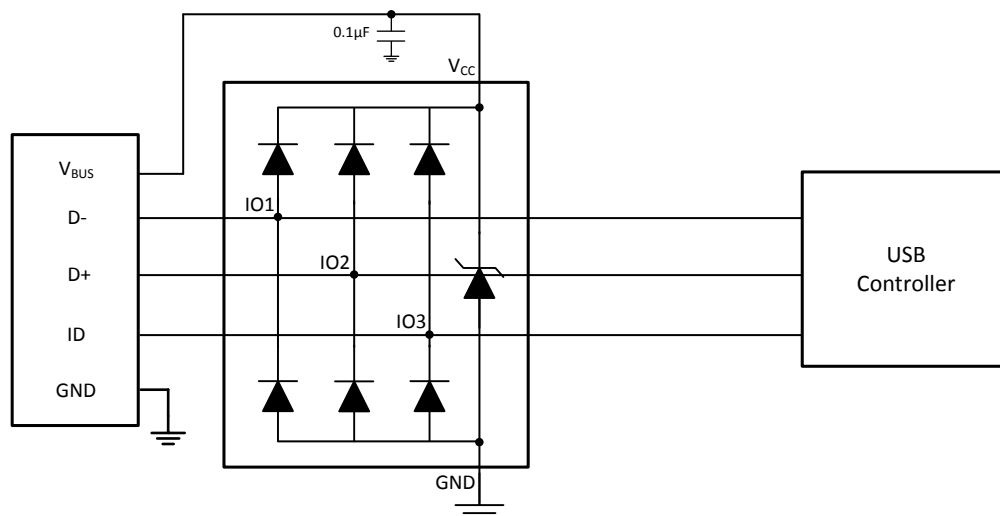 0.1µF
VCC
VBUS
D-
IO1
D+
IO2
ID
IO3
GND
GND
USB
Controller